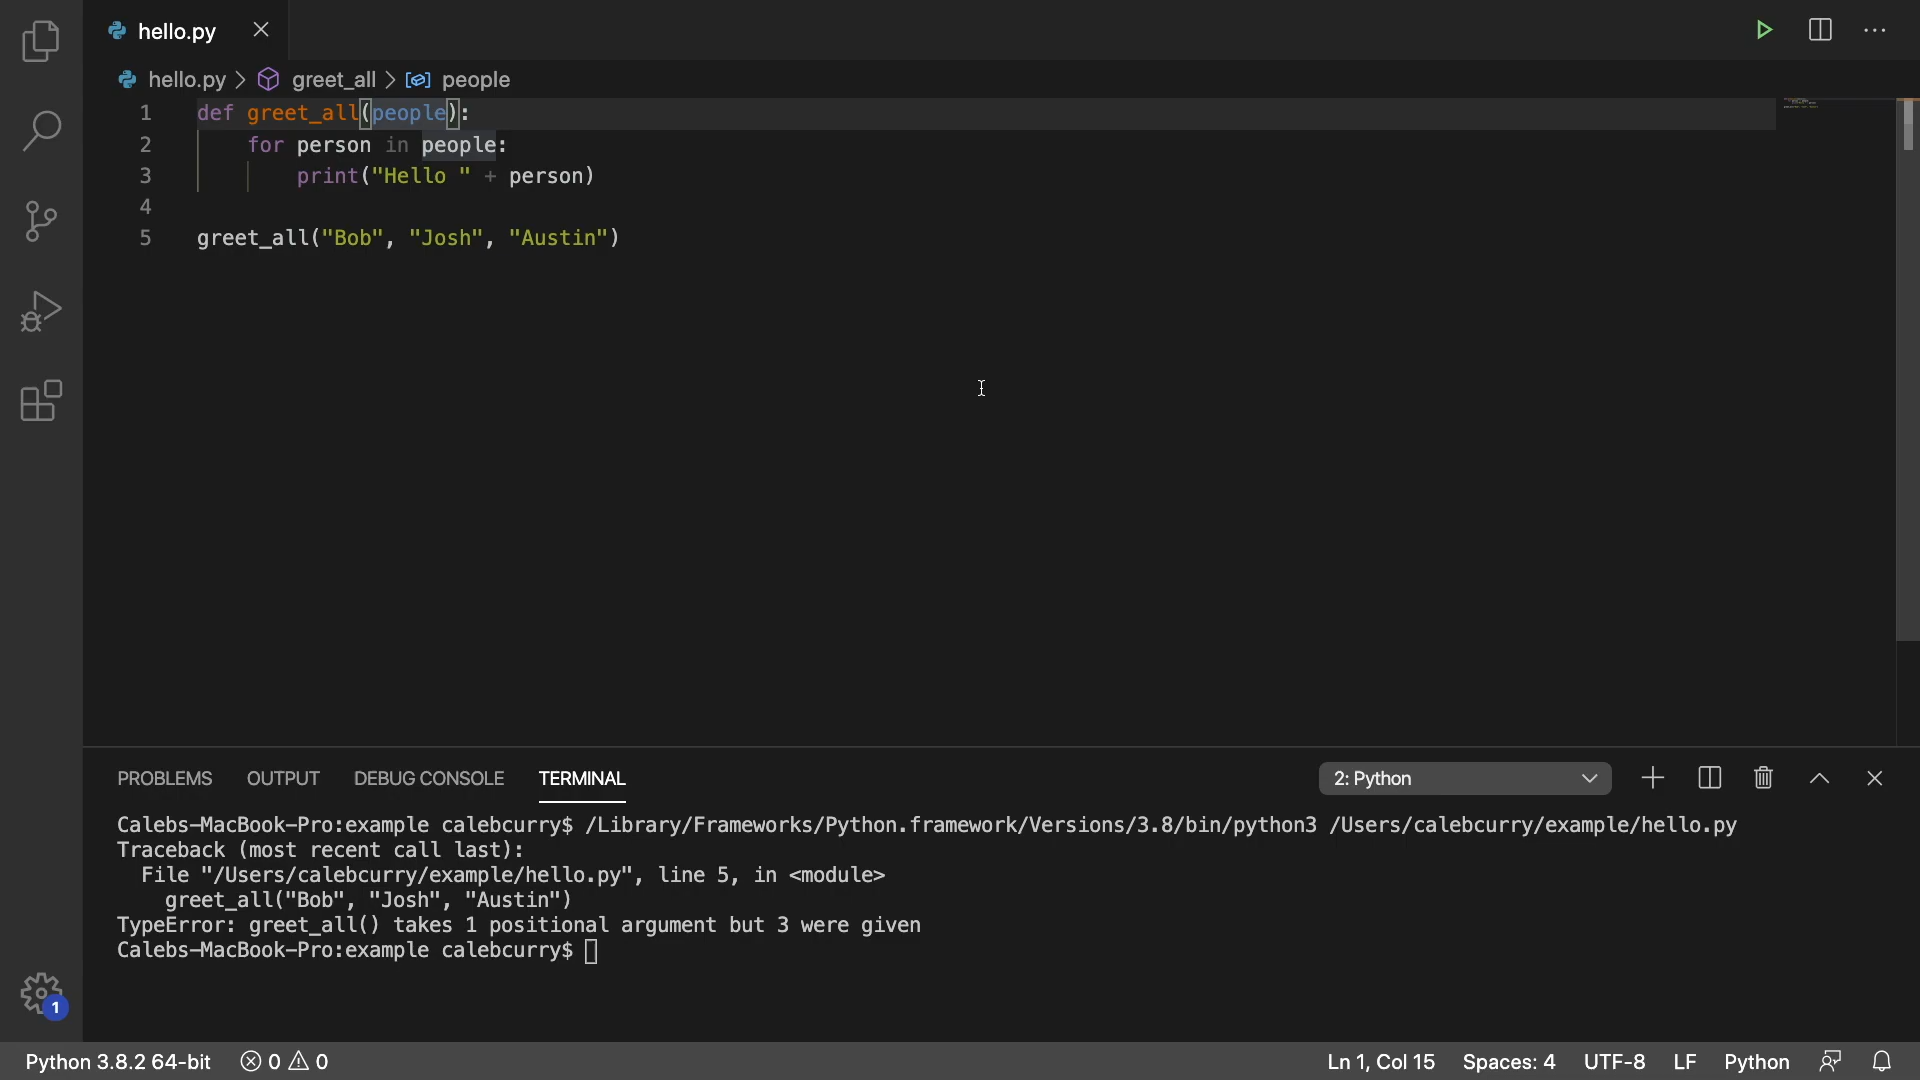 hello.py
hello.py > greet_all > people
1 def greet_all(people):
2     for person in people:
3         print("Hello " + person)
4
5 greet_all("Bob", "Josh", "Austin")
PROBLEMS OUTPUT DEBUG CONSOLE TERMINAL 2: Python
Calebs-MacBook-Pro:example calebcurry$ /Library/Frameworks/Python.framework/Versions/3.8/bin/python3 /Users/calebcurry/example/hello.py
Traceback (most recent call last):
  File "/Users/calebcurry/example/hello.py", line 5, in <module>
    greet_all("Bob", "Josh", "Austin")
TypeError: greet_all() takes 1 positional argument but 3 were given
Calebs-MacBook-Pro:example calebcurry$
1
Python 3.8.2 64-bit 0 0 Ln 1, Col 15 Spaces: 4 UTF-8 LF Python